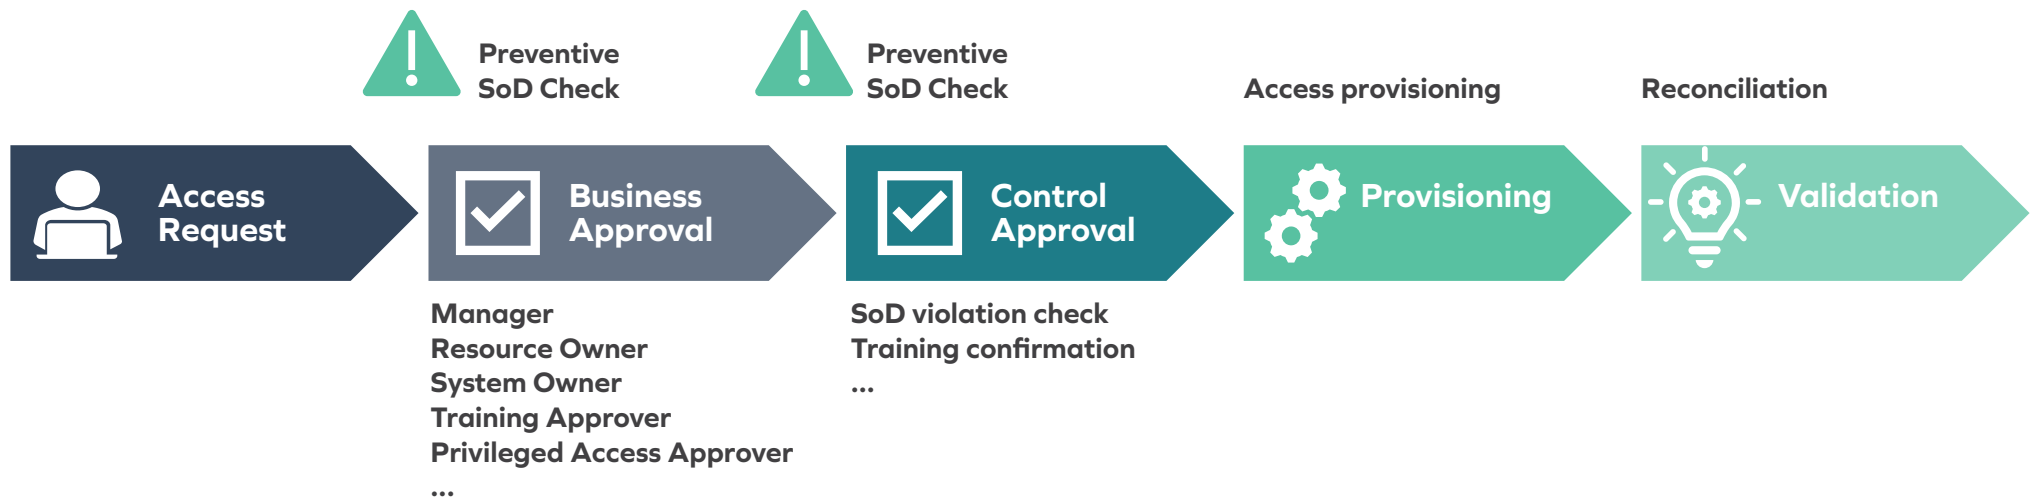 Preventive
SoD Check
Preventive
SoD Check
Access provisioning
Reconciliation
Access
Request
Business
Approval
Control
Approval
Provisioning
Validation
Manager
Resource Owner
System Owner
Training Approver
Privileged Access Approver
...
SoD violation check
Training confirmation
...